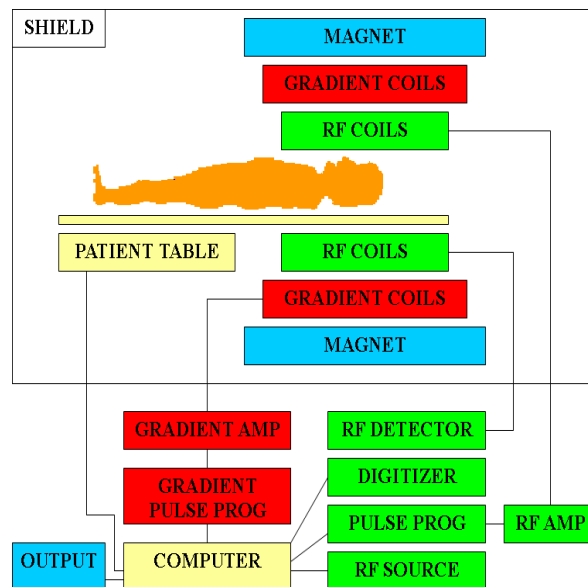 SHIELD
MAGNET
GRADIENT COILS
RF COILS
PATIENT TABLE
RF COILS
GRADIENT COILS
MAGNET
GRADIENT AMP
RF DETECTOR
GRADIENT
PULSE PROG
DIGITIZER
PULSE PROG
RF AMP
OUTPUT
COMPUTER
RF SOURCE